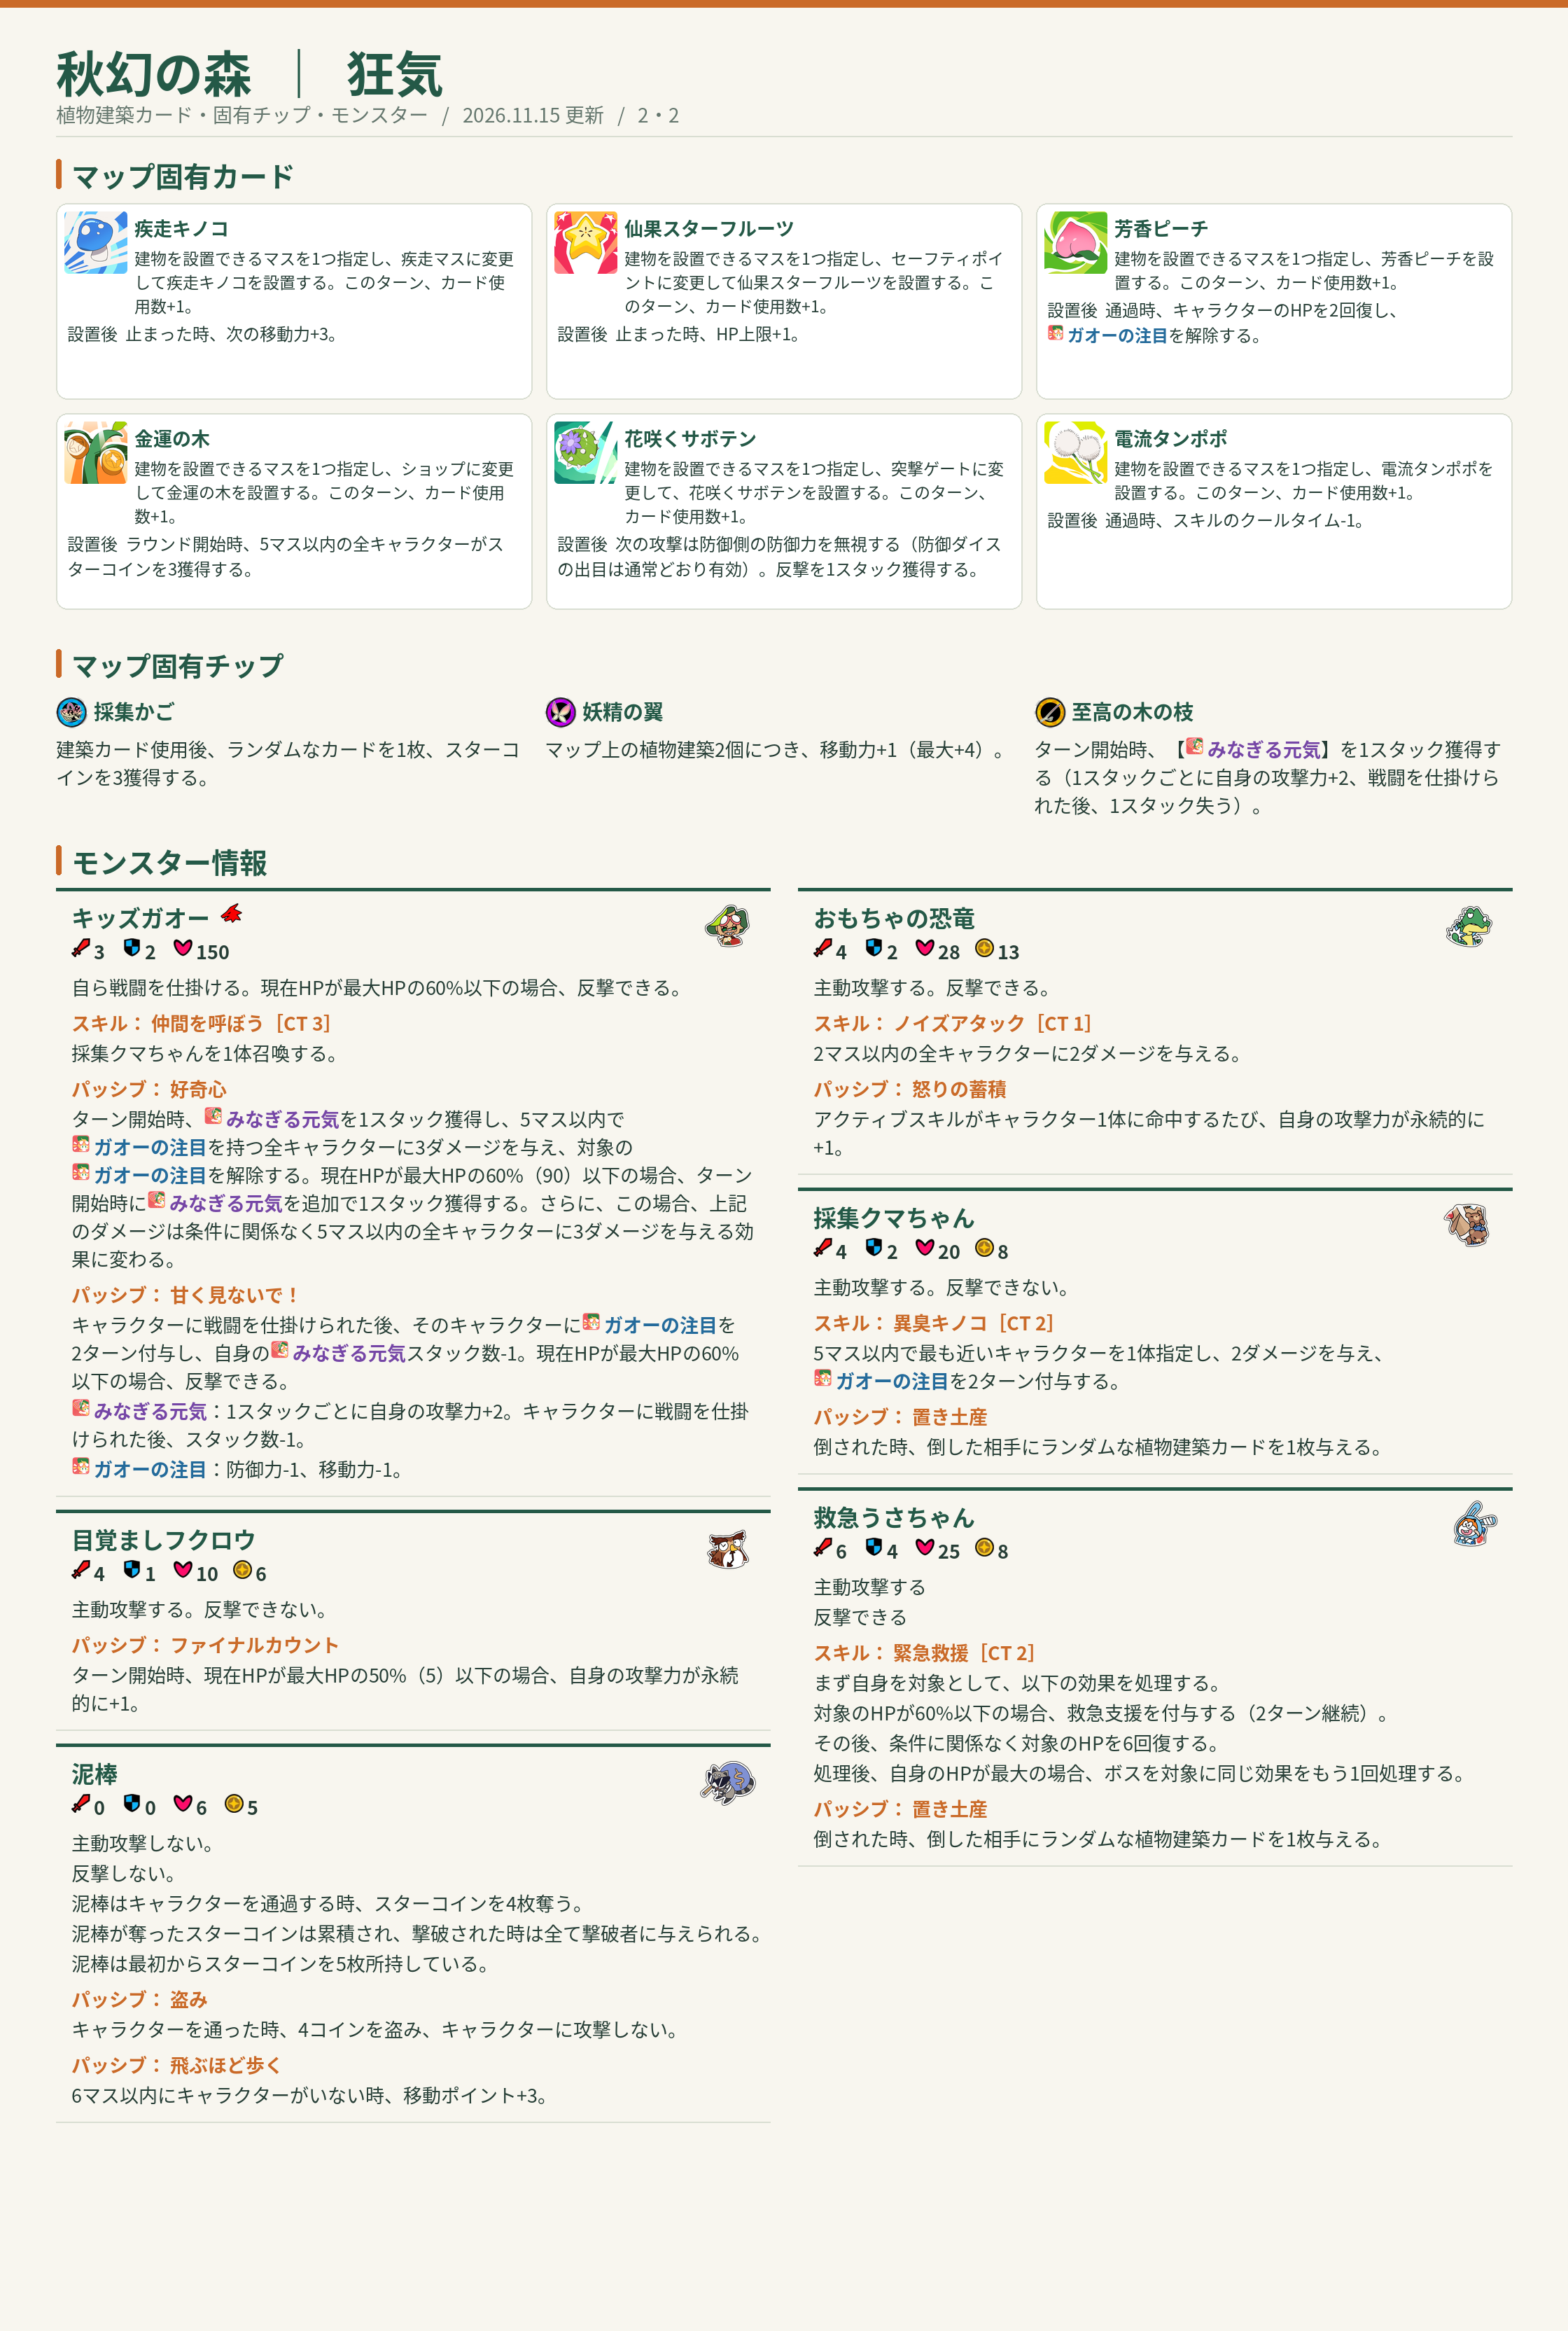 秋幻の森 ｜ 狂気
植物建築カード・固有チップ・モンスター / 2026.11.15 更新 / 2・2
マップ固有カード
疾走キノコ
建物を設置できるマスを1つ指定し、疾走マスに変更
して疾走キノコを設置する。このターン、カード使
用数+1。
設置後 止まった時、次の移動力+3。
仙果スターフルーツ
建物を設置できるマスを1つ指定し、セーフティポイ
ントに変更して仙果スターフルーツを設置する。こ
のターン、カード使用数+1。
設置後 止まった時、HP上限+1。
芳香ピーチ
建物を設置できるマスを1つ指定し、芳香ピーチを設
置する。このターン、カード使用数+1。
設置後 通過時、キャラクターのHPを2回復し、
ガオーの注目を解除する。
金運の木
建物を設置できるマスを1つ指定し、ショップに変更
して金運の木を設置する。このターン、カード使用
数+1。
設置後 ラウンド開始時、5マス以内の全キャラクターがス
ターコインを3獲得する。
花咲くサボテン
建物を設置できるマスを1つ指定し、突撃ゲートに変
更して、花咲くサボテンを設置する。このターン、
カード使用数+1。
設置後 次の攻撃は防御側の防御力を無視する（防御ダイス
の出目は通常どおり有効）。反撃を1スタック獲得する。
電流タンポポ
建物を設置できるマスを1つ指定し、電流タンポポを
設置する。このターン、カード使用数+1。
設置後 通過時、スキルのクールタイム-1。
マップ固有チップ
採集かご
建築カード使用後、ランダムなカードを1枚、スターコ
インを3獲得する。
妖精の翼
マップ上の植物建築2個につき、移動力+1（最大+4）。
至高の木の枝
ターン開始時、【みなぎる元気】を1スタック獲得す
る（1スタックごとに自身の攻撃力+2、戦闘を仕掛けら
れた後、1スタック失う）。
モンスター情報
キッズガオー
3 2 150
自ら戦闘を仕掛ける。現在HPが最大HPの60%以下の場合、反撃できる。
スキル： 仲間を呼ぼう［CT 3］
採集クマちゃんを1体召喚する。
パッシブ： 好奇心
ターン開始時、みなぎる元気を1スタック獲得し、5マス以内で
ガオーの注目を持つ全キャラクターに3ダメージを与え、対象の
ガオーの注目を解除する。現在HPが最大HPの60%（90）以下の場合、ターン
開始時にみなぎる元気を追加で1スタック獲得する。さらに、この場合、上記
のダメージは条件に関係なく5マス以内の全キャラクターに3ダメージを与える効
果に変わる。
パッシブ： 甘く見ないで！
キャラクターに戦闘を仕掛けられた後、そのキャラクターにガオーの注目を
2ターン付与し、自身のみなぎる元気スタック数-1。現在HPが最大HPの60%
以下の場合、反撃できる。
みなぎる元気：1スタックごとに自身の攻撃力+2。キャラクターに戦闘を仕掛
けられた後、スタック数-1。
ガオーの注目：防御力-1、移動力-1。
目覚ましフクロウ
4 1 10 6
主動攻撃する。反撃できない。
パッシブ： ファイナルカウント
ターン開始時、現在HPが最大HPの50%（5）以下の場合、自身の攻撃力が永続
的に+1。
泥棒
0 0 6 5
主動攻撃しない。
反撃しない。
泥棒はキャラクターを通過する時、スターコインを4枚奪う。
泥棒が奪ったスターコインは累積され、撃破された時は全て撃破者に与えられる。
泥棒は最初からスターコインを5枚所持している。
パッシブ： 盗み
キャラクターを通った時、4コインを盗み、キャラクターに攻撃しない。
パッシブ： 飛ぶほど歩く
6マス以内にキャラクターがいない時、移動ポイント+3。
おもちゃの恐竜
4 2 28 13
主動攻撃する。反撃できる。
スキル： ノイズアタック［CT 1］
2マス以内の全キャラクターに2ダメージを与える。
パッシブ： 怒りの蓄積
アクティブスキルがキャラクター1体に命中するたび、自身の攻撃力が永続的に
+1。
採集クマちゃん
4 2 20 8
主動攻撃する。反撃できない。
スキル： 異臭キノコ［CT 2］
5マス以内で最も近いキャラクターを1体指定し、2ダメージを与え、
ガオーの注目を2ターン付与する。
パッシブ： 置き土産
倒された時、倒した相手にランダムな植物建築カードを1枚与える。
救急うさちゃん
6 4 25 8
主動攻撃する
反撃できる
スキル： 緊急救援［CT 2］
まず自身を対象として、以下の効果を処理する。
対象のHPが60%以下の場合、救急支援を付与する（2ターン継続）。
その後、条件に関係なく対象のHPを6回復する。
処理後、自身のHPが最大の場合、ボスを対象に同じ効果をもう1回処理する。
パッシブ： 置き土産
倒された時、倒した相手にランダムな植物建築カードを1枚与える。